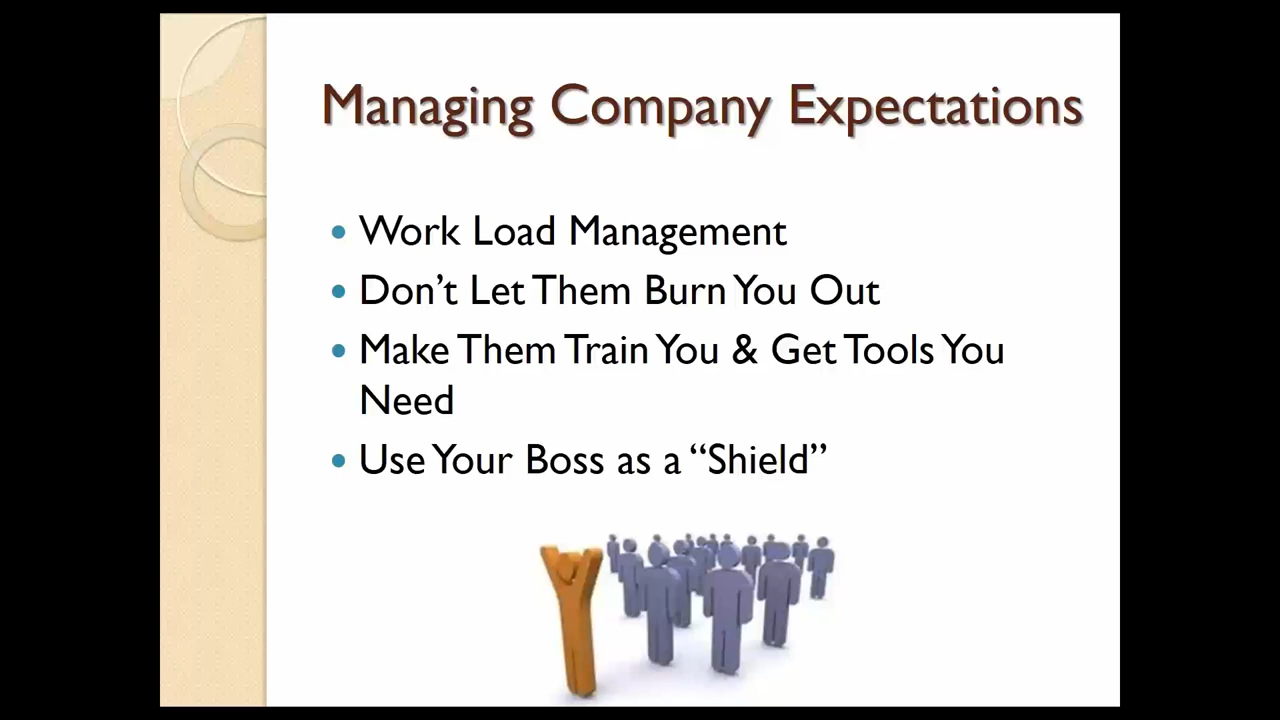 Managing Company Expectations
• Work Load Management
• Don’t Let Them Burn You Out
• Make Them Train You & Get Tools You
Need
• Use Your Boss as a “Shield”